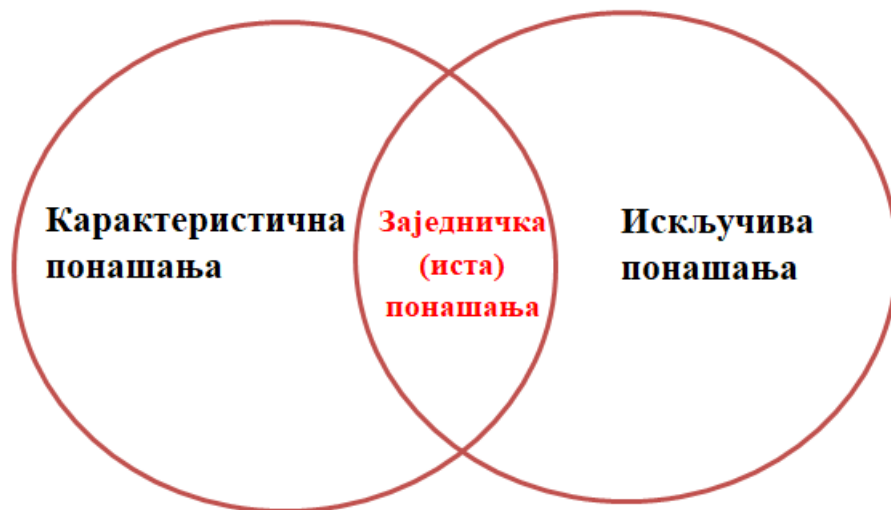 Карактеристична
понашања
Заједничка
(иста)
понашања
Искључива
понашања